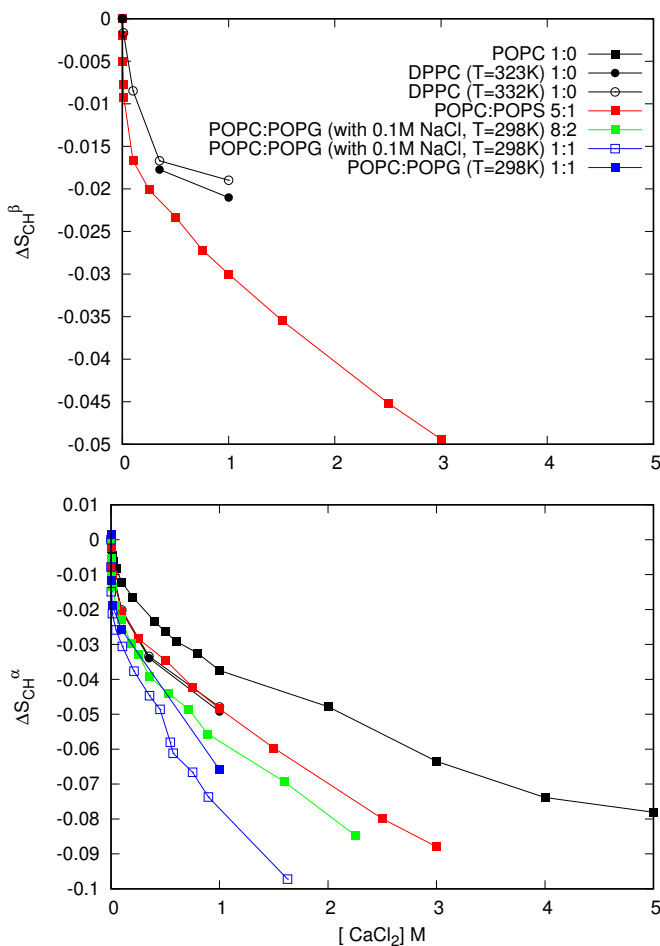 0
-0.005
-0.01
-0.015
-0.02
-0.025
-0.03
-0.035
-0.04
-0.045
-0.05
ΔS_CH^β
POPC 1:0
DPPC (T=323K) 1:0
DPPC (T=332K) 1:0
POPC:POPS 5:1
POPC:POPG (with 0.1M NaCl, T=298K) 8:2
POPC:POPG (with 0.1M NaCl, T=298K) 1:1
POPC:POPG (T=298K) 1:1
0 1 2 3 4 5
0.01
0
-0.01
-0.02
-0.03
-0.04
-0.05
-0.06
-0.07
-0.08
-0.09
-0.1
ΔS_CH^α
0 1 2 3 4 5
[ CaCl₂] M